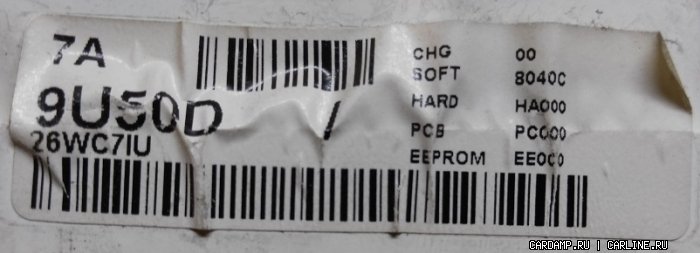 7A
9U50D /
26WC7IU
CHG 00
SOFT 8040C
HARD HA000
PCB PC000
EEPROM EE000
CARDAMP.RU | CARLINE.RU